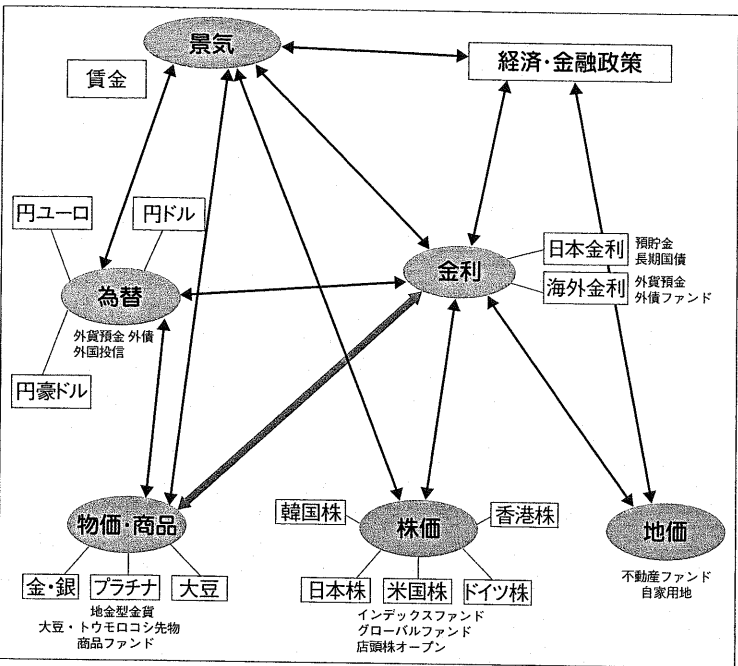 景気
経済・金融政策
賃金
円ユーロ
円ドル
為替
外貨預金 外債
外国投信
円豪ドル
金利
日本金利
預貯金
長期国債
海外金利
外貨預金
外債ファンド
物価・商品
金・銀
プラチナ
大豆
地金型金貨
大豆・トウモロコシ先物
商品ファンド
韓国株
株価
香港株
日本株
米国株
ドイツ株
インデックスファンド
グローバルファンド
店頭株オープン
地価
不動産ファンド
自家用地